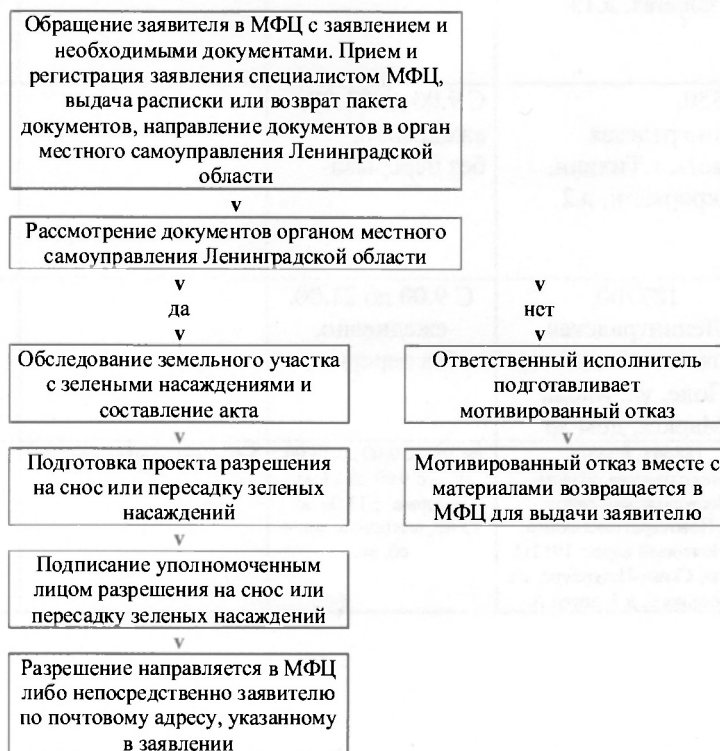 Обращение заявителя в МФЦ с заявлением и
необходимыми документами. Прием и
регистрация заявления специалистом МФЦ,
выдача расписки или возврат пакета
документов, направление документов в орган
местного самоуправления Ленинградской
области
v
Рассмотрение документов органом местного
самоуправления Ленинградской области
v
да
v
Обследование земельного участка
с зелеными насаждениями и
составление акта
v
Подготовка проекта разрешения
на снос или пересадку зеленых
насаждений
v
Подписание уполномоченным
лицом разрешения на снос или
пересадку зеленых насаждений
v
Разрешение направляется в МФЦ
либо непосредственно заявителю
по почтовому адресу, указанному
в заявлении
v
нет
v
Ответственный исполнитель
подготавливает
мотивированный отказ
v
Мотивированный отказ вместе с
материалами возвращается в
МФЦ для выдачи заявителю